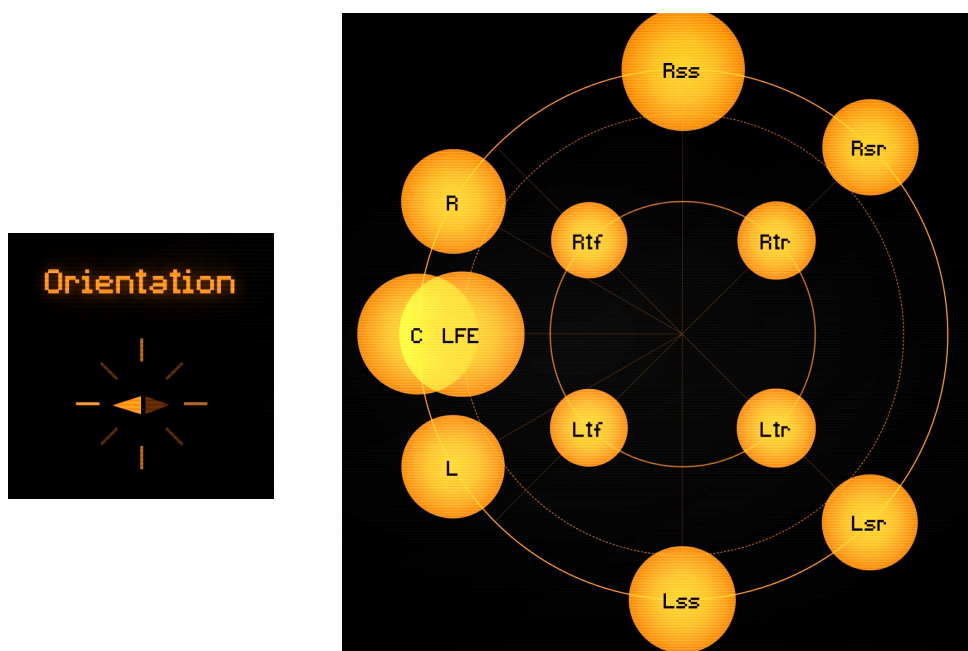 Orientation
Rss
Rsr
R
Rtf
Rtr
C
LFE
Ltf
Ltr
L
Lsr
Lss